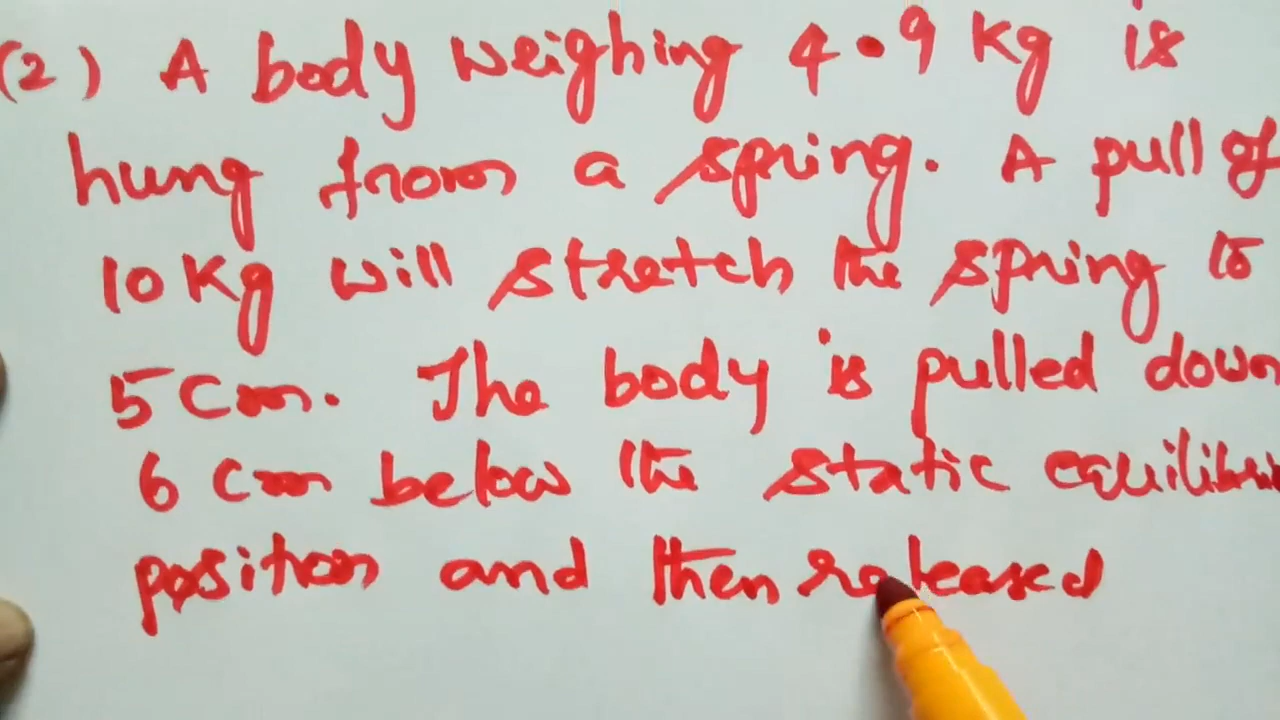 (2) A body weighing 4.9 kg is
hung from a spring. A pull of
10 kg will stretch the spring to
5 cm. The body is pulled down
6 cm below the static equilibriu
position and then released